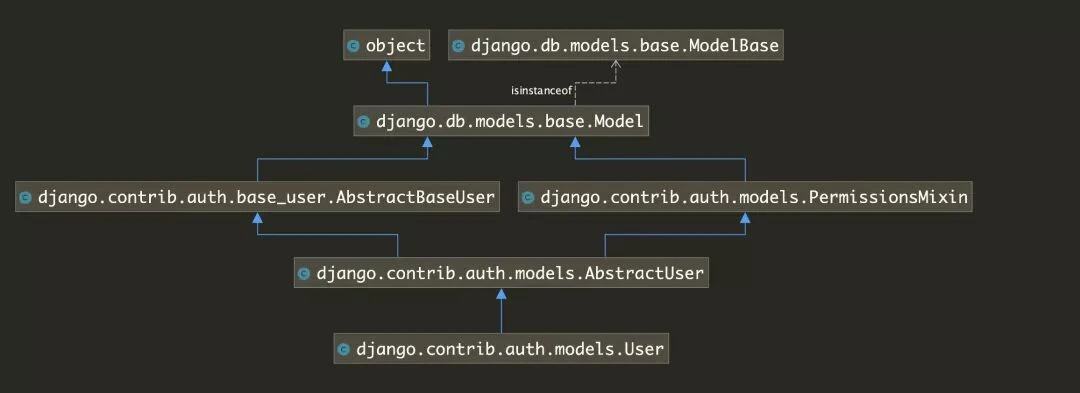 object
django.db.models.base.ModelBase
isinstanceof
django.db.models.base.Model
django.contrib.auth.base_user.AbstractBaseUser
django.contrib.auth.models.PermissionsMixin
django.contrib.auth.models.AbstractUser
django.contrib.auth.models.User